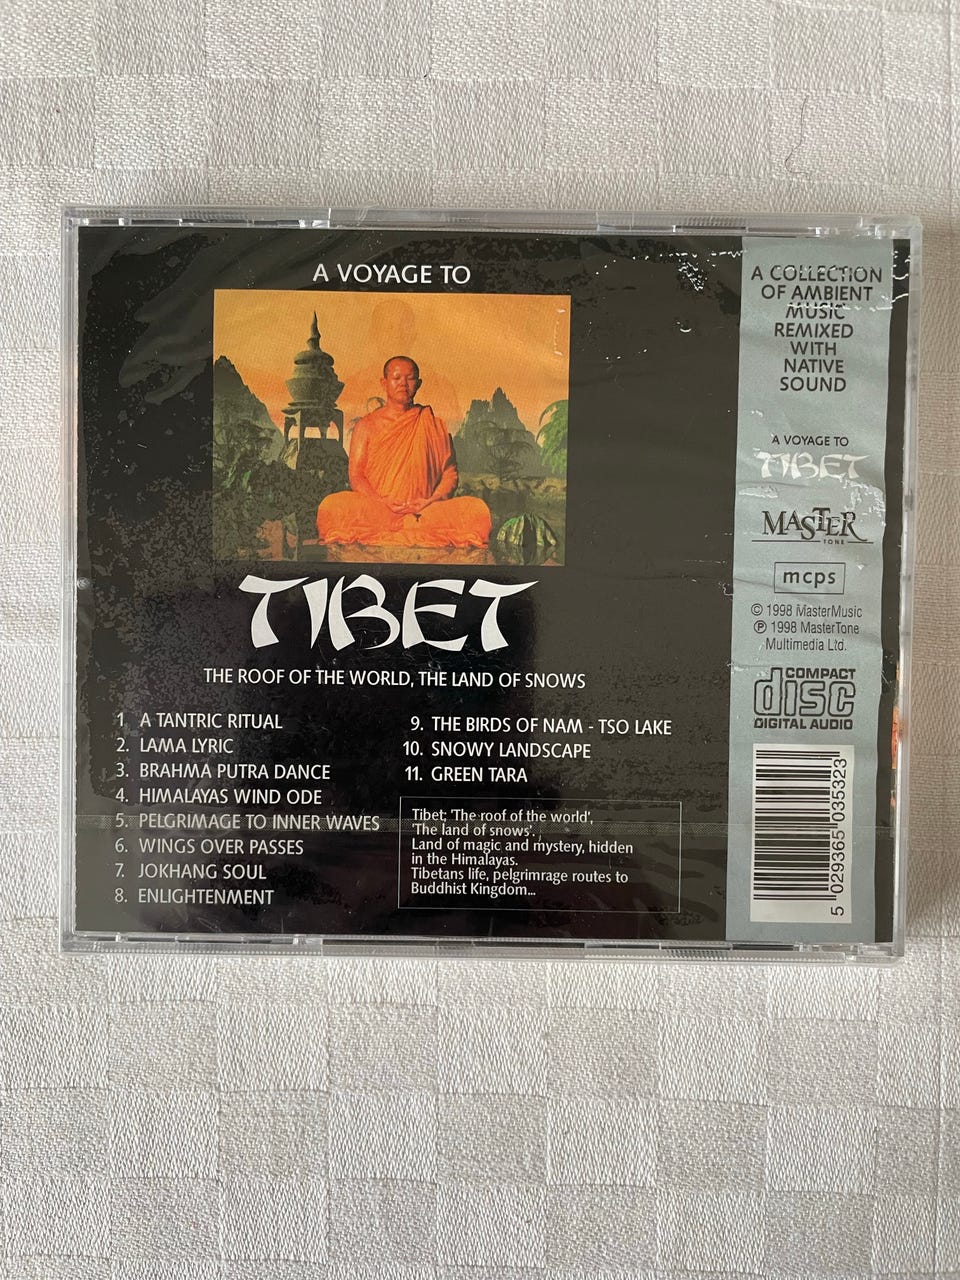 A VOYAGE TO
TIBET
THE ROOF OF THE WORLD, THE LAND OF SNOWS
1. A TANTRIC RITUAL
2. LAMA LYRIC
3. BRAHMA PUTRA DANCE
4. HIMALAYAS WIND ODE
5. PELGRIMAGE TO INNER WAVES
6. WINGS OVER PASSES
7. JOKHANG SOUL
8. ENLIGHTENMENT
9. THE BIRDS OF NAM - TSO LAKE
10. SNOWY LANDSCAPE
11. GREEN TARA
Tibet; 'The roof of the world',
'The land of snows'.
Land of magic and mystery, hidden
in the Himalayas.
Tibetans life, pelgrimrage routes to
Buddhist Kingdom...
A COLLECTION
OF AMBIENT
MUSIC
REMIXED
WITH
NATIVE
SOUND
A VOYAGE TO
TIBET
MASTER
TONE
mcps
© 1998 MasterMusic
℗ 1998 MasterTone
Multimedia Ltd.
COMPACT
disc
DIGITAL AUDIO
5 029365 035323